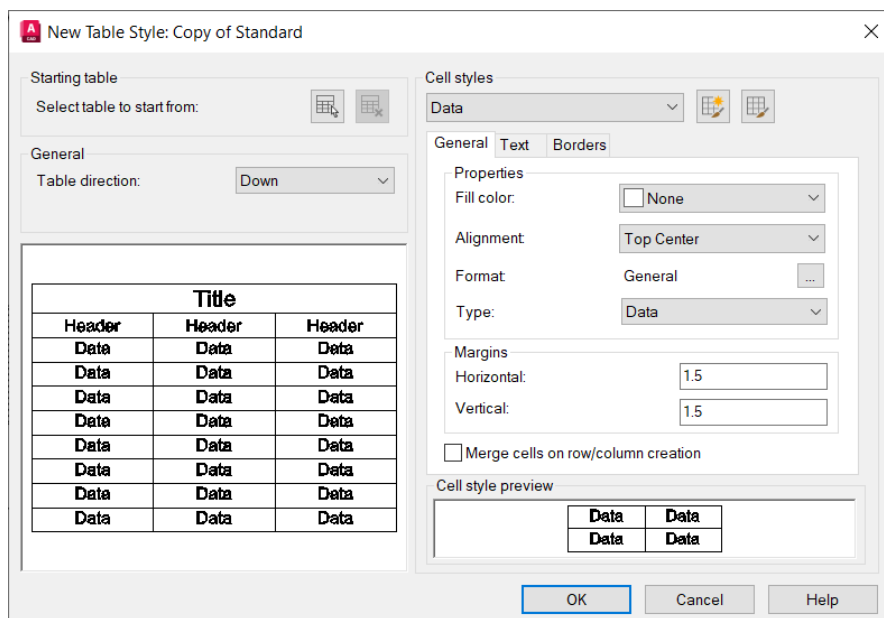 A
CAD
New Table Style: Copy of Standard
Starting table
Select table to start from:
General
Table direction:
Down
Title
Header Header Header
Data Data Data
Data Data Data
Data Data Data
Data Data Data
Data Data Data
Data Data Data
Data Data Data
Data Data Data
Cell styles
Data
General Text Borders
Properties
Fill color: None
Alignment: Top Center
Format: General ...
Type: Data
Margins
Horizontal: 1.5
Vertical: 1.5
Merge cells on row/column creation
Cell style preview
Data Data
Data Data
OK Cancel Help